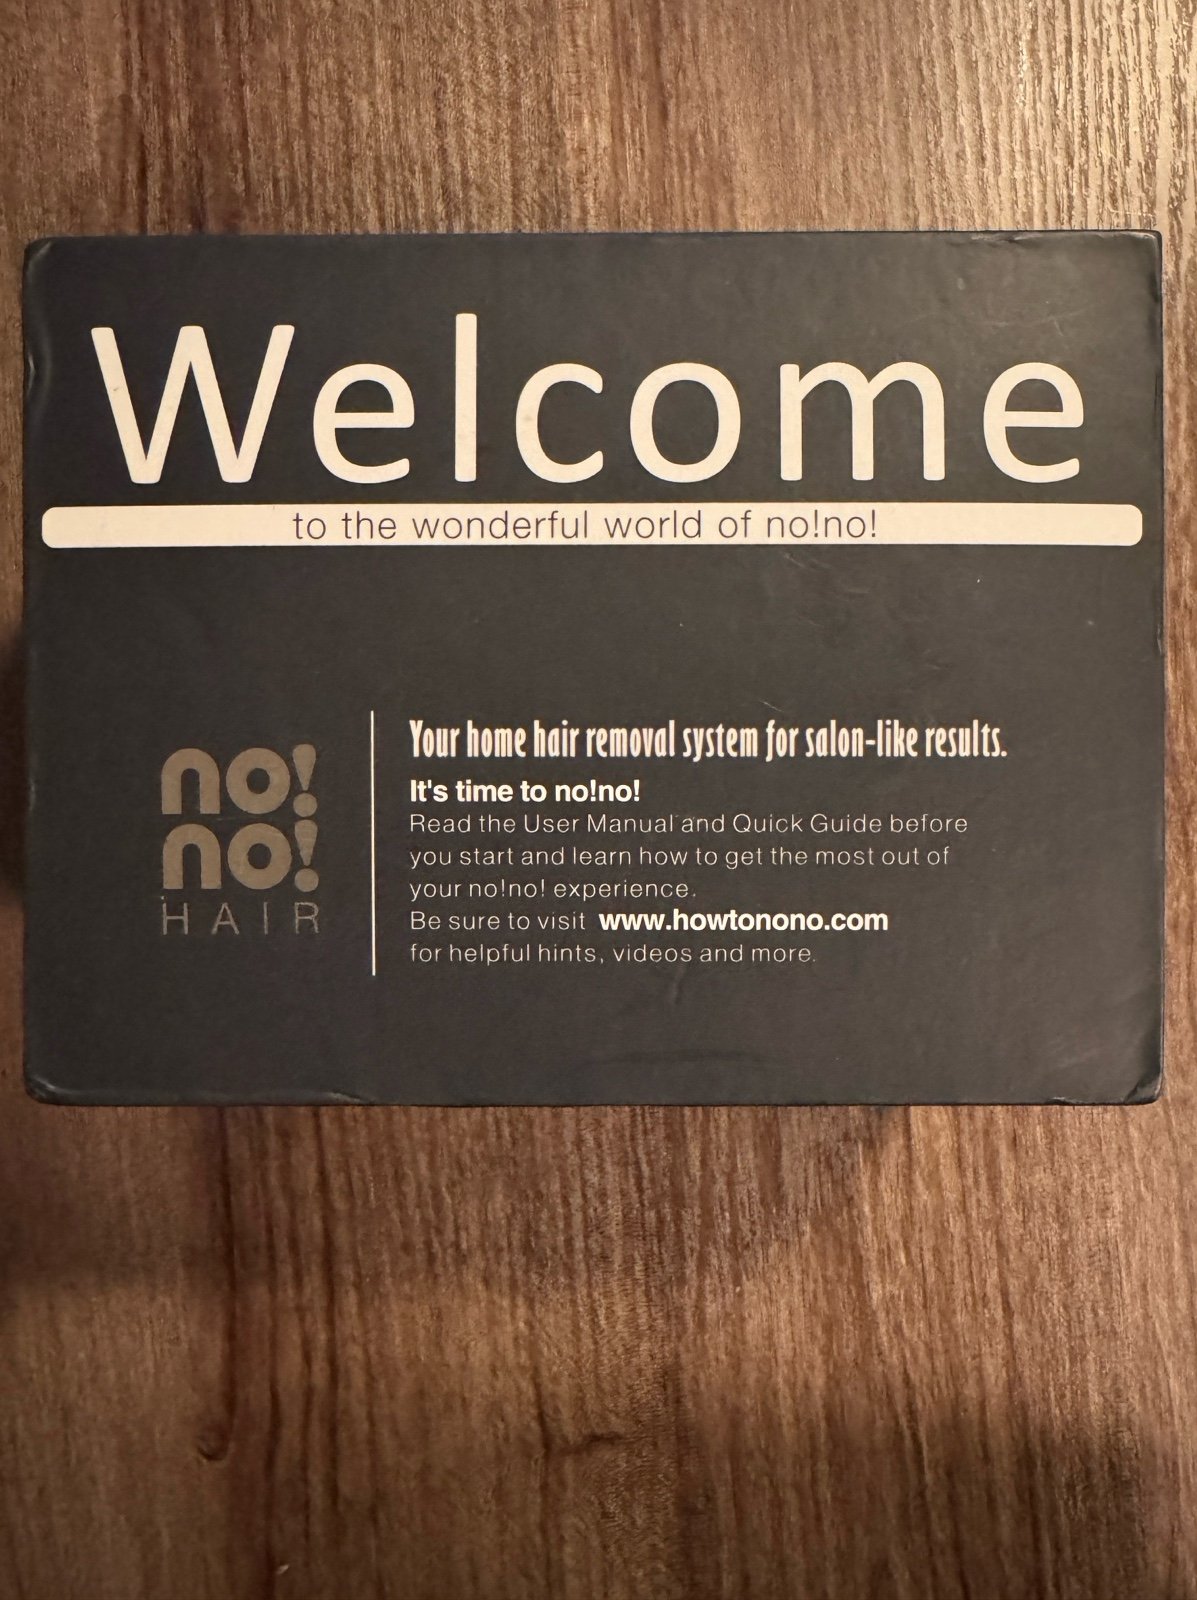 Welcome
to the wonderful world of no!no!
no!
no!
HAIR
Your home hair removal system for salon-like results.
It's time to no!no!
Read the User Manual and Quick Guide before
you start and learn how to get the most out of
your no!no! experience.
Be sure to visit www.howtonono.com
for helpful hints, videos and more.